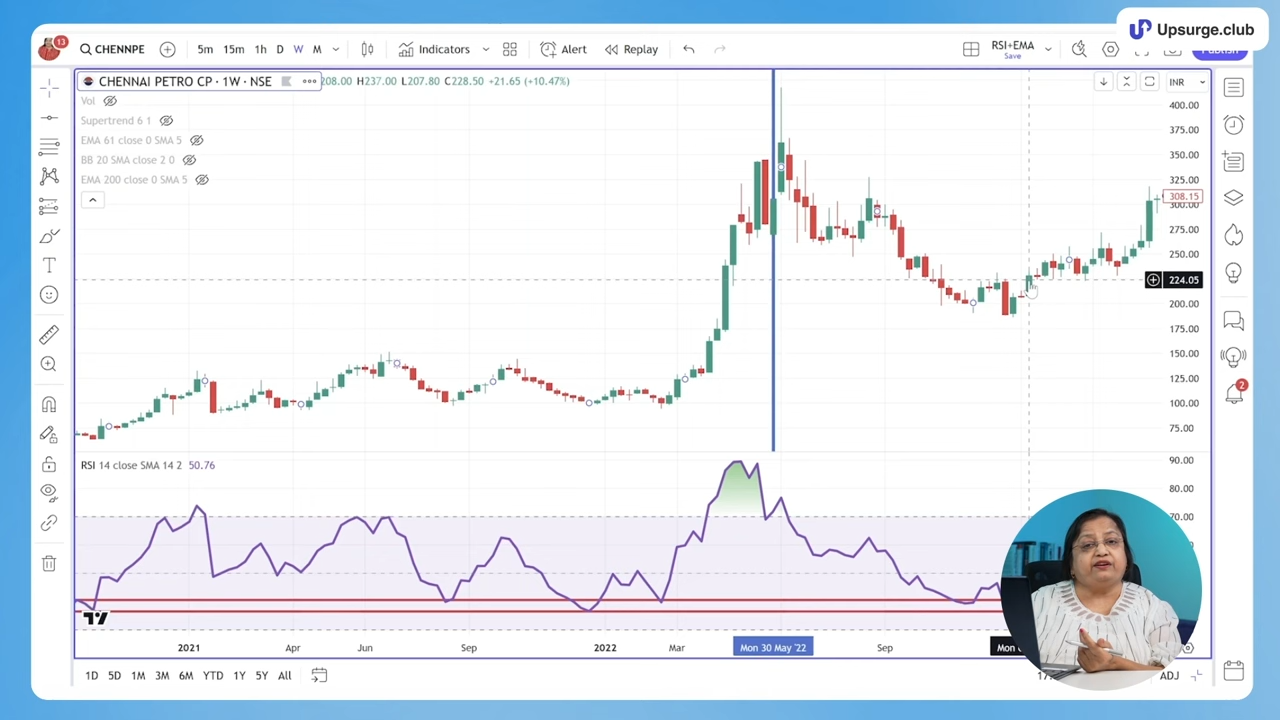 Upsurge.club
13
CHENNPE
5m 15m 1h D W M
Indicators
Alert
Replay
RSI+EMA
Save
CHENNAI PETRO CP · 1W · NSE
208.00 H237.00 L207.80 C228.50 +21.65 (+10.47%)
INR
Vol
Supertrend 6 1
EMA 61 close 0 SMA 5
BB 20 SMA close 2 0
EMA 200 close 0 SMA 5
400.00
375.00
350.00
325.00
308.15
300.00
275.00
250.00
224.05
200.00
175.00
150.00
125.00
100.00
75.00
2
RSI 14 close SMA 14 2 50.76
90.00
80.00
70.00
2021 Apr Jun Sep 2022 Mar Mon 30 May '22 Sep Mon
1D 5D 1M 3M 6M YTD 1Y 5Y All
ADJ